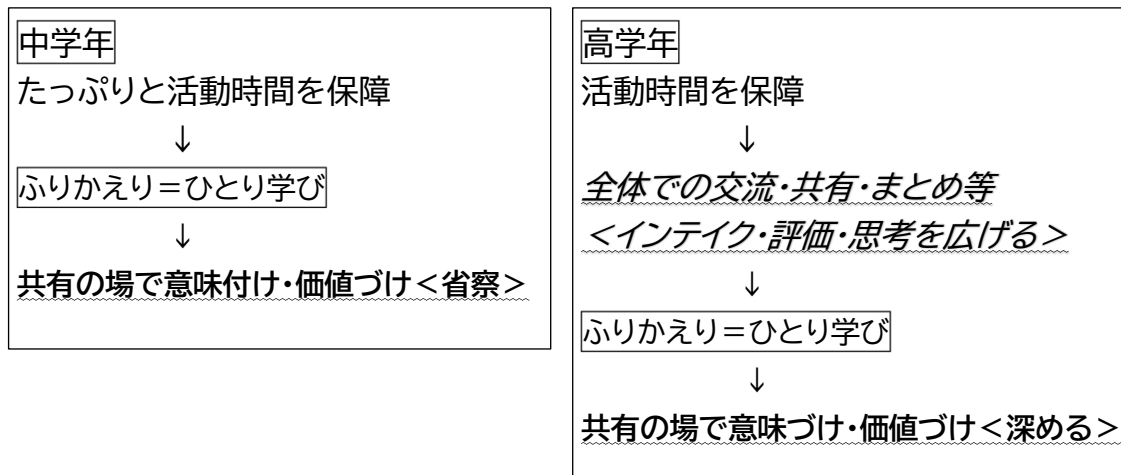 中学年
たっぷりと活動時間を保障
↓
ふりかえり＝ひとり学び
↓
共有の場で意味付け・価値づけ＜省察＞
高学年
活動時間を保障
↓
全体での交流・共有・まとめ等
＜インテイク・評価・思考を広げる＞
↓
ふりかえり＝ひとり学び
↓
共有の場で意味づけ・価値づけ＜深める＞